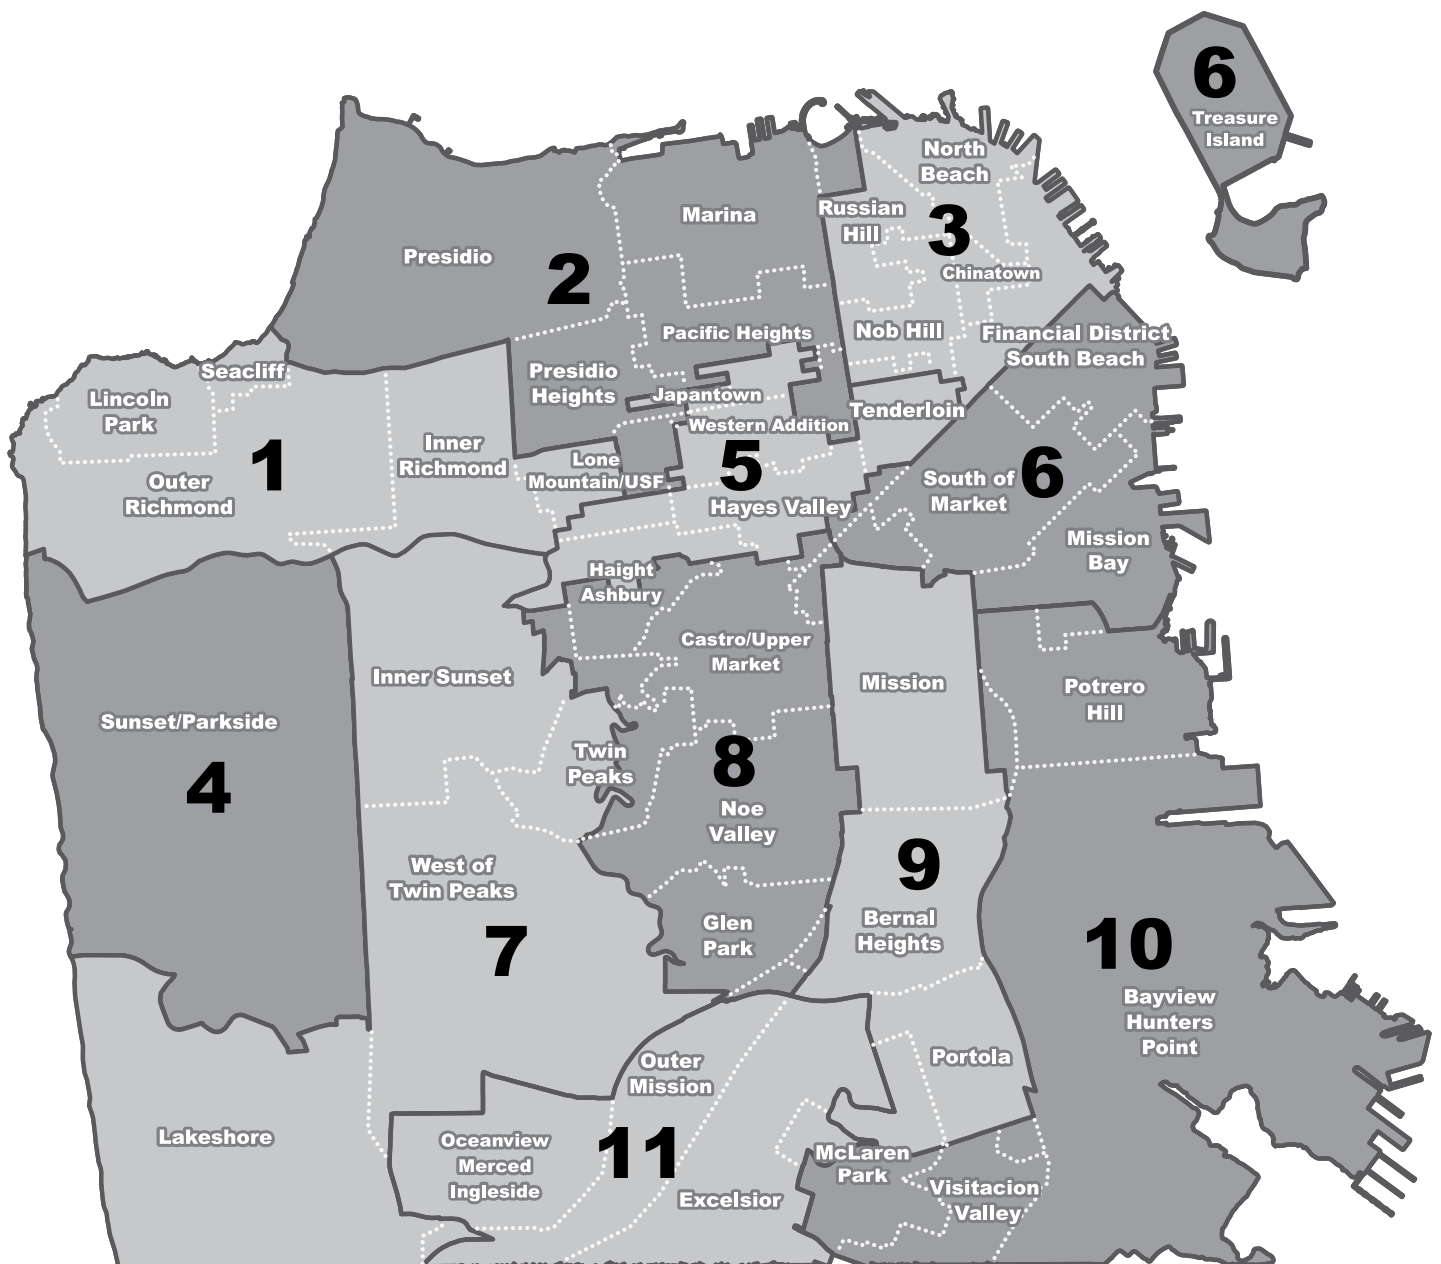 6
Treasure
Island
North
Beach
Marina
Russian
Hill
3
Presidio
2
Chinatown
Pacific Heights
Nob Hill
Financial District
South Beach
Seacliff
Presidio
Heights
Lincoln
Park
Japantown
Tenderloin
Western Addition
1
Inner
Richmond
Lone
Mountain/USF
5
6
Outer
Richmond
Hayes Valley
South of
Market
Mission
Bay
Haight
Ashbury
Castro/Upper
Market
Inner Sunset
Mission
Potrero
Hill
Sunset/Parkside
Twin
Peaks
4
8
Noe
Valley
West of
Twin Peaks
9
Bernal
Heights
Glen
Park
7
10
Bayview
Hunters
Point
Outer
Mission
Portola
Lakeshore
Oceanview
Merced
Ingleside
11
McLaren
Park
Excelsior
Visitacion
Valley